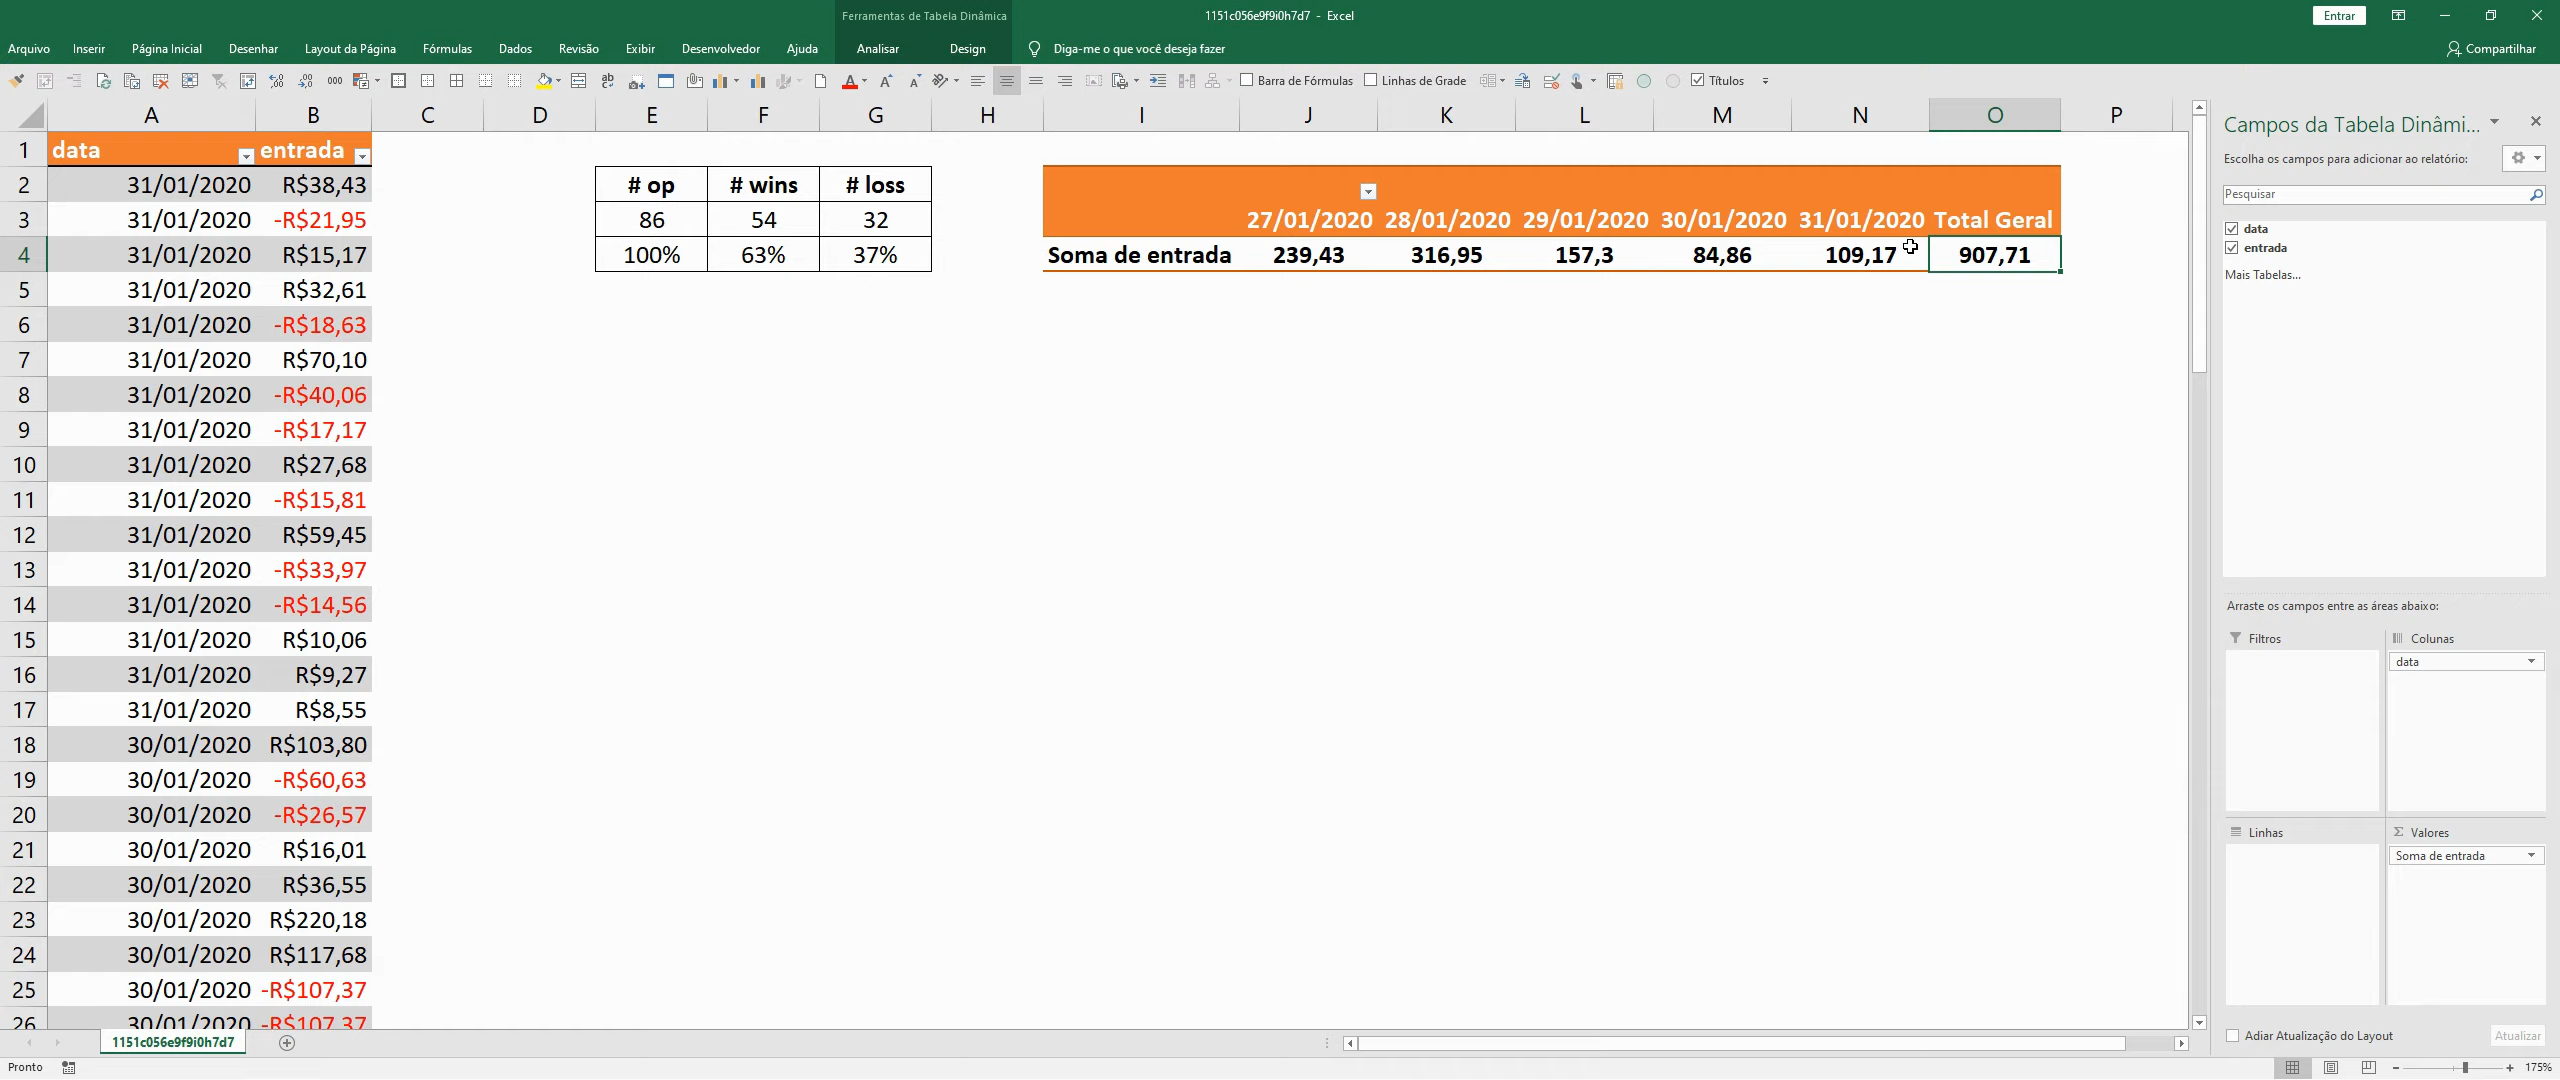 Ferramentas de Tabela Dinâmica
1151c056e9f9i0h7d7 - Excel
Entrar
Arquivo Inserir Página Inicial Desenhar Layout da Página Fórmulas Dados Revisão Exibir Desenvolvedor Ajuda Analisar Design Diga-me o que você deseja fazer Compartilhar
Barra de Fórmulas Linhas de Grade Títulos
A B C D E F G H I J K L M N O P
1 data entrada
2 31/01/2020 R$38,43 # op # wins # loss
3 31/01/2020 -R$21,95 86 54 32 27/01/2020 28/01/2020 29/01/2020 30/01/2020 31/01/2020 Total Geral
4 31/01/2020 R$15,17 100% 63% 37% Soma de entrada 239,43 316,95 157,3 84,86 109,17 907,71
5 31/01/2020 R$32,61
6 31/01/2020 -R$18,63
7 31/01/2020 R$70,10
8 31/01/2020 -R$40,06
9 31/01/2020 -R$17,17
10 31/01/2020 R$27,68
11 31/01/2020 -R$15,81
12 31/01/2020 R$59,45
13 31/01/2020 -R$33,97
14 31/01/2020 -R$14,56
15 31/01/2020 R$10,06
16 31/01/2020 R$9,27
17 31/01/2020 R$8,55
18 30/01/2020 R$103,80
19 30/01/2020 -R$60,63
20 30/01/2020 -R$26,57
21 30/01/2020 R$16,01
22 30/01/2020 R$36,55
23 30/01/2020 R$220,18
24 30/01/2020 R$117,68
25 30/01/2020 -R$107,37
26 30/01/2020 -R$107,37
Campos da Tabela Dinâmi...
Escolha os campos para adicionar ao relatório:
Pesquisar
data
entrada
Mais Tabelas...
Arraste os campos entre as áreas abaixo:
Filtros Colunas
data
Linhas Valores
Soma de entrada
Adiar Atualização do Layout Atualizar
1151c056e9f9i0h7d7
Pronto 175%